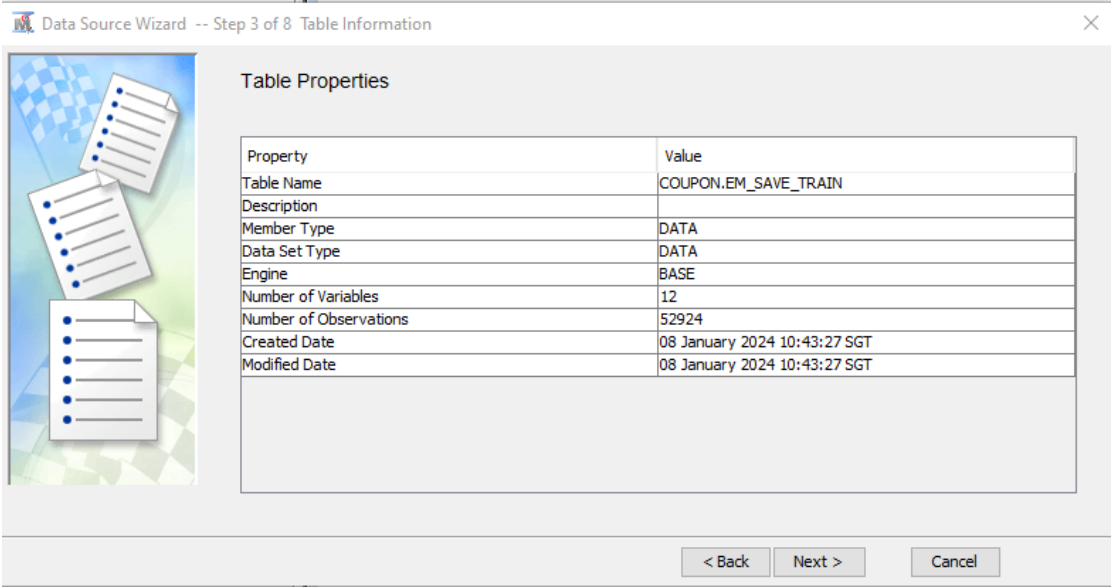 Data Source Wizard -- Step 3 of 8 Table Information
Table Properties
Property Value
Table Name COUPON.EM_SAVE_TRAIN
Description
Member Type DATA
Data Set Type DATA
Engine BASE
Number of Variables 12
Number of Observations 52924
Created Date 08 January 2024 10:43:27 SGT
Modified Date 08 January 2024 10:43:27 SGT
< Back Next > Cancel